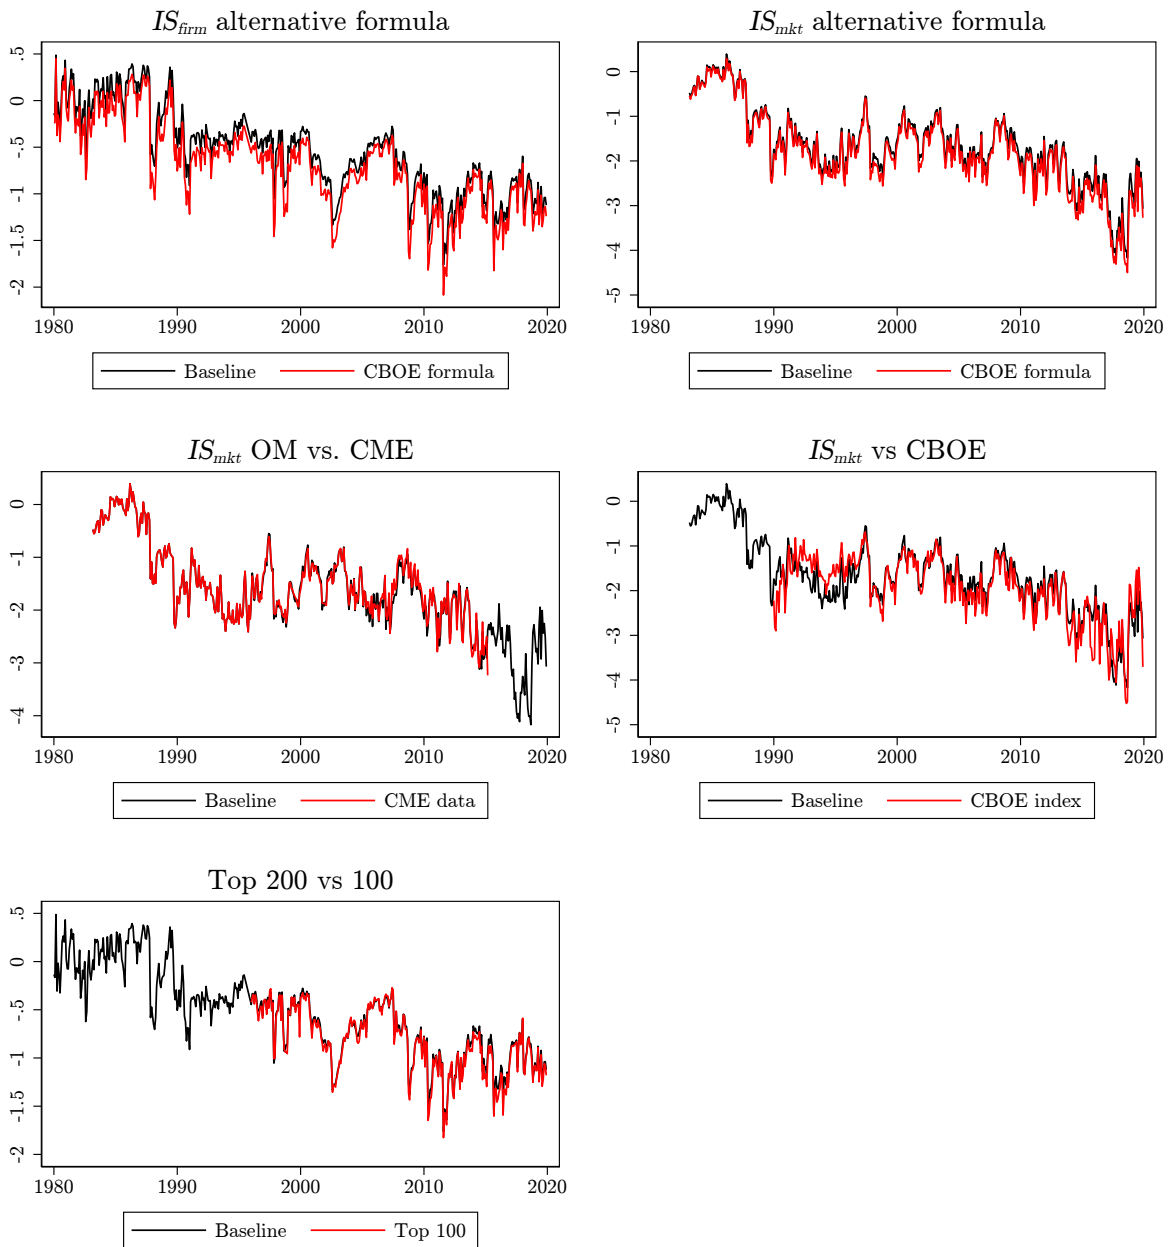 IS_firm alternative formula
.5
0
-.5
-1
-1.5
-2
1980 1990 2000 2010 2020
Baseline CBOE formula
IS_mkt alternative formula
0
-1
-2
-3
-4
-5
1980 1990 2000 2010 2020
Baseline CBOE formula
IS_mkt OM vs. CME
0
-1
-2
-3
-4
1980 1990 2000 2010 2020
Baseline CME data
IS_mkt vs CBOE
0
-1
-2
-3
-4
-5
1980 1990 2000 2010 2020
Baseline CBOE index
Top 200 vs 100
.5
0
-.5
-1
-1.5
-2
1980 1990 2000 2010 2020
Baseline Top 100